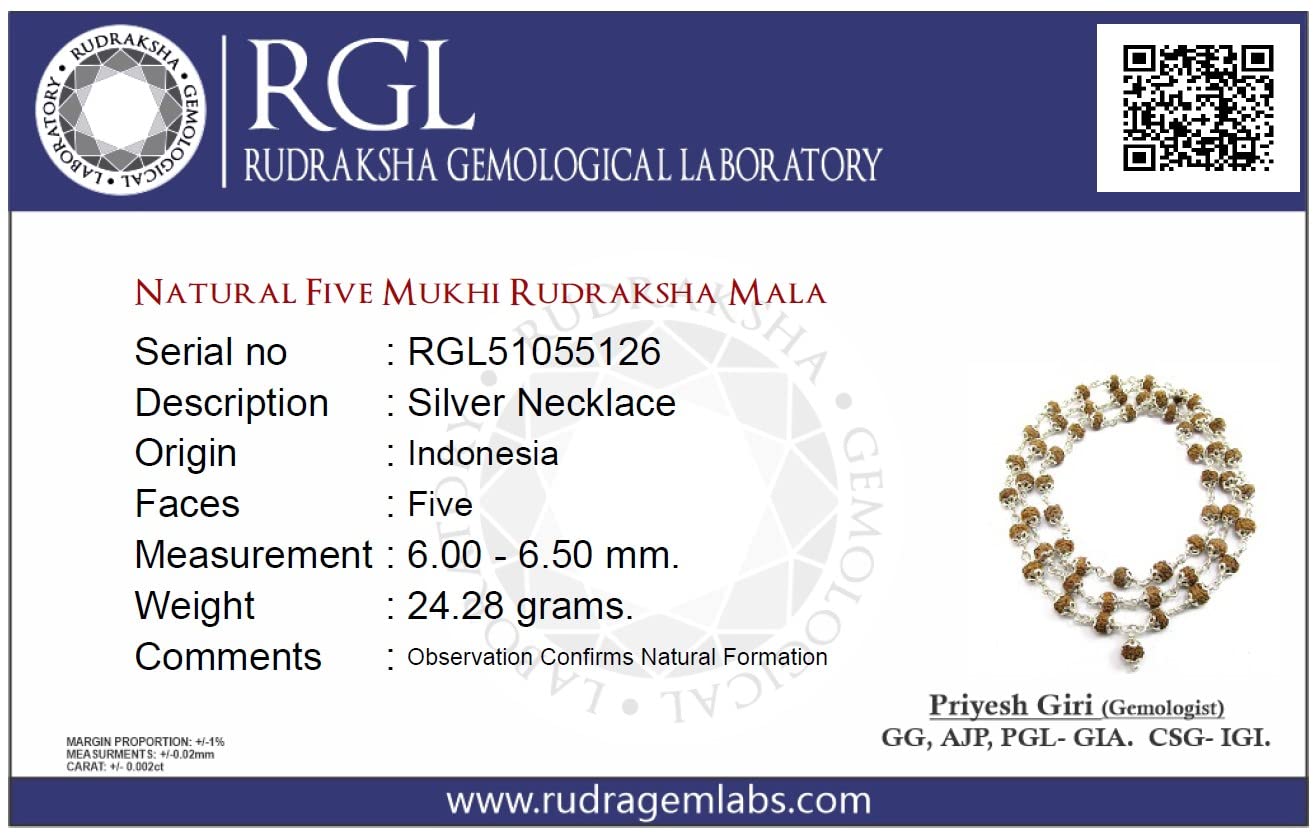 RUDRAKSHA • GEMOLOGICAL • LABORATORY •
RGL
RUDRAKSHA GEMOLOGICAL LABORATORY
NATURAL FIVE MUKHI RUDRAKSHA MALA
Serial no : RGL51055126
Description : Silver Necklace
Origin : Indonesia
Faces : Five
Measurement : 6.00 - 6.50 mm.
Weight : 24.28 grams.
Comments : Observation Confirms Natural Formation
RUDRAKSHA • GEMOLOGICAL • LABORATORY •
Priyesh Giri (Gemologist)
GG, AJP, PGL- GIA. CSG- IGI.
MARGIN PROPORTION: +/-1%
MEASURMENTS: +/-0.02mm
CARAT: +/- 0.002ct
www.rudragemlabs.com